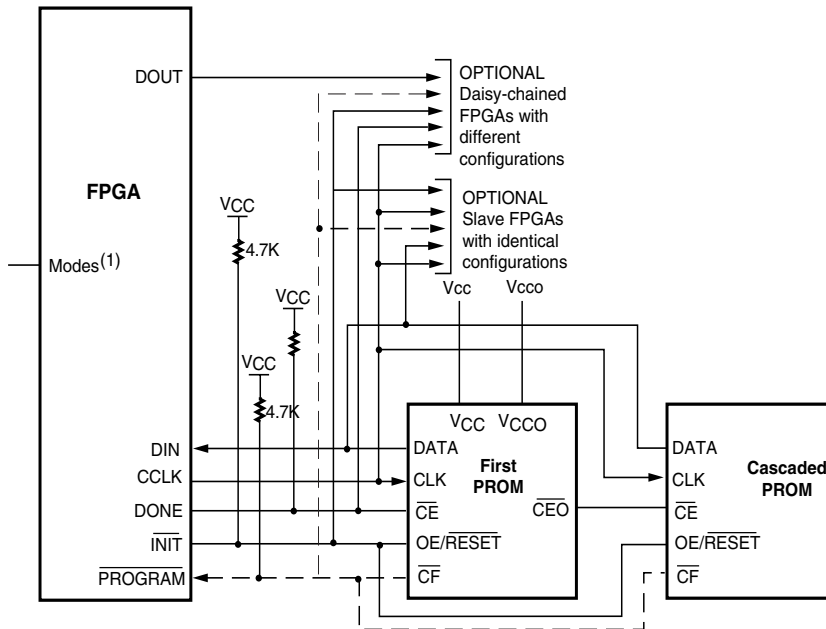 DOUT
OPTIONAL
Daisy-chained
FPGAs with
different
configurations
FPGA
VCC
4.7K
OPTIONAL
Slave FPGAs
with identical
configurations
Modes(1)
VCC
Vcc
Vcco
VCC
4.7K
VCC
VCCO
DIN
DATA
DATA
First
PROM
Cascaded
PROM
CCLK
CLK
CLK
DONE
CE
CEO
CE
INIT
OE/RESET
OE/RESET
PROGRAM
CF
CF